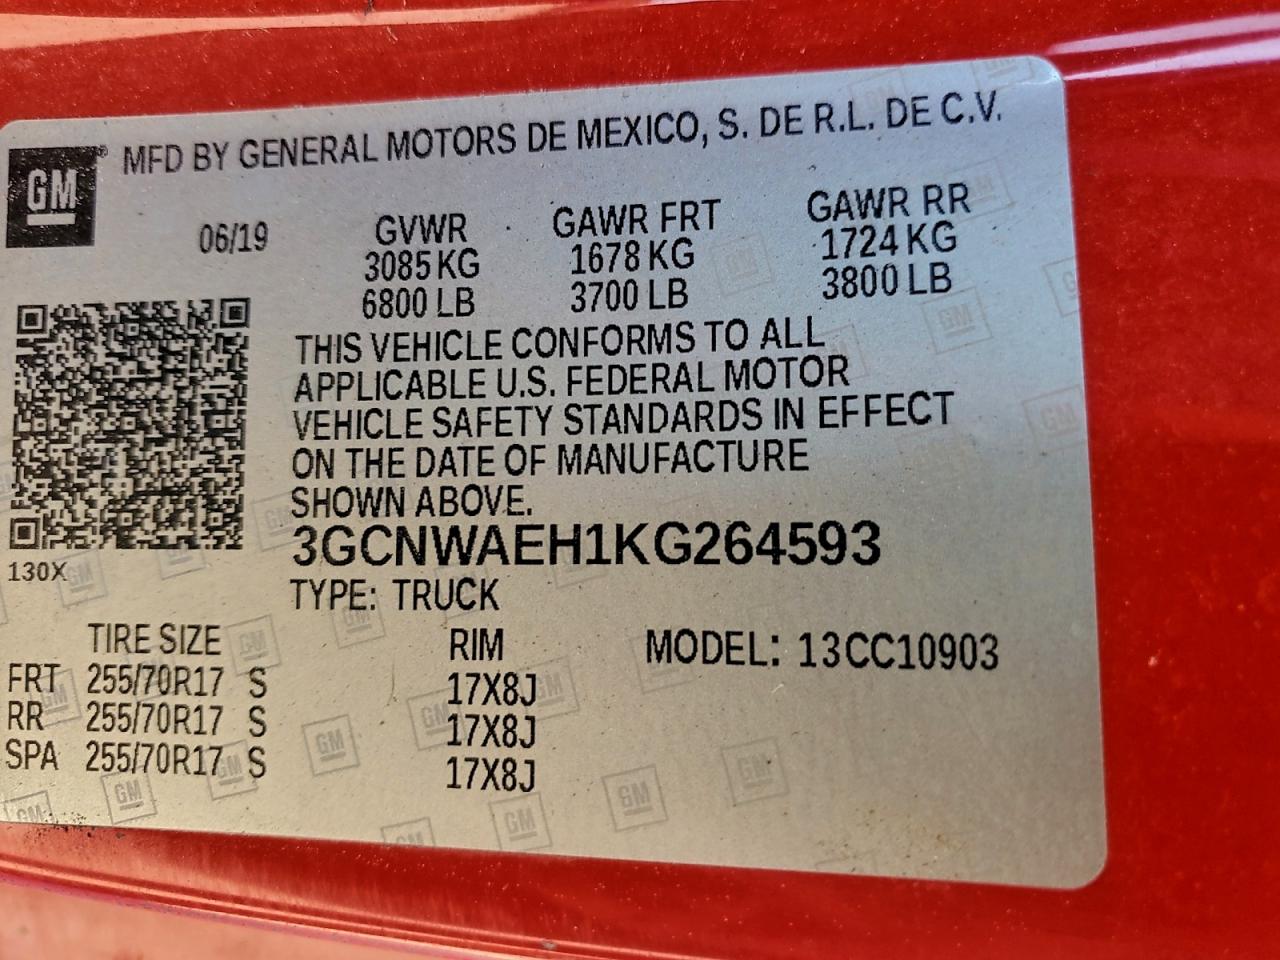 GM ® MFD BY GENERAL MOTORS DE MEXICO, S. DE R.L. DE C.V.
06/19 GVWR GAWR FRT GAWR RR
3085 KG 1678 KG 1724 KG
6800 LB 3700 LB 3800 LB
THIS VEHICLE CONFORMS TO ALL
APPLICABLE U.S. FEDERAL MOTOR
VEHICLE SAFETY STANDARDS IN EFFECT
ON THE DATE OF MANUFACTURE
SHOWN ABOVE.
3GCNWAEH1KG264593
130X
TYPE: TRUCK
TIRE SIZE RIM MODEL: 13CC10903
FRT 255/70R17 S 17X8J
RR 255/70R17 S 17X8J
SPA 255/70R17 S 17X8J